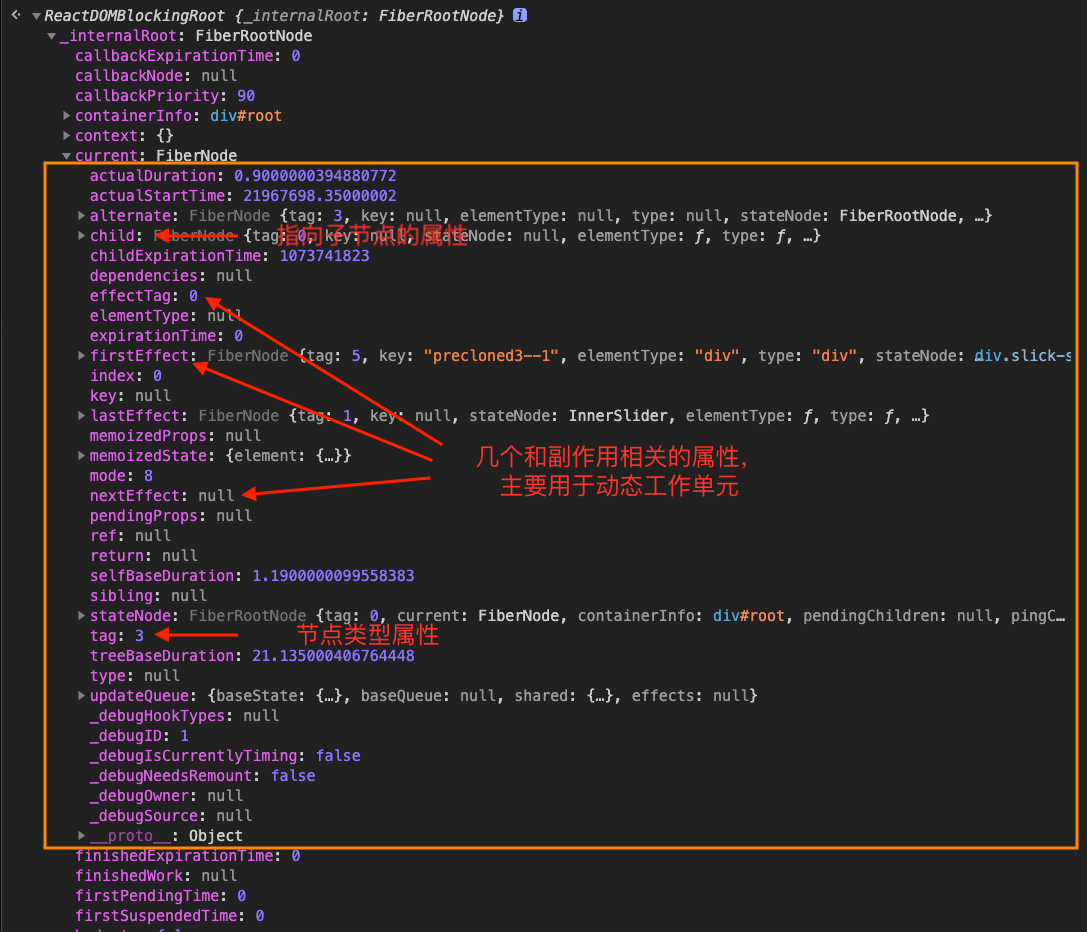 ReactDOMBlockingRoot {_internalRoot: FiberRootNode} i
_internalRoot: FiberRootNode
callbackExpirationTime: 0
callbackNode: null
callbackPriority: 90
containerInfo: div#root
context: {}
current: FiberNode
actualDuration: 0.9000000394880772
actualStartTime: 21967698.35000002
alternate: FiberNode {tag: 3, key: null, elementType: null, type: null, stateNode: FiberRootNode, …}
child: FiberNode {tag: 0, key: null, stateNode: null, elementType: ƒ, type: ƒ, …}
指向子节点的属性
childExpirationTime: 1073741823
dependencies: null
effectTag: 0
elementType: null
expirationTime: 0
firstEffect: FiberNode {tag: 5, key: "precloned3--1", elementType: "div", type: "div", stateNode: div.slick-s
index: 0
key: null
lastEffect: FiberNode {tag: 1, key: null, stateNode: InnerSlider, elementType: ƒ, type: ƒ, …}
memoizedProps: null
memoizedState: {element: {…}}
几个和副作用相关的属性,
mode: 8
主要用于动态工作单元
nextEffect: null
pendingProps: null
ref: null
return: null
selfBaseDuration: 1.1900000099558383
sibling: null
stateNode: FiberRootNode {tag: 0, current: FiberNode, containerInfo: div#root, pendingChildren: null, pingC…
tag: 3
节点类型属性
treeBaseDuration: 21.135000406764448
type: null
updateQueue: {baseState: {…}, baseQueue: null, shared: {…}, effects: null}
_debugHookTypes: null
_debugID: 1
_debugIsCurrentlyTiming: false
_debugNeedsRemount: false
_debugOwner: null
_debugSource: null
__proto__: Object
finishedExpirationTime: 0
finishedWork: null
firstPendingTime: 0
firstSuspendedTime: 0